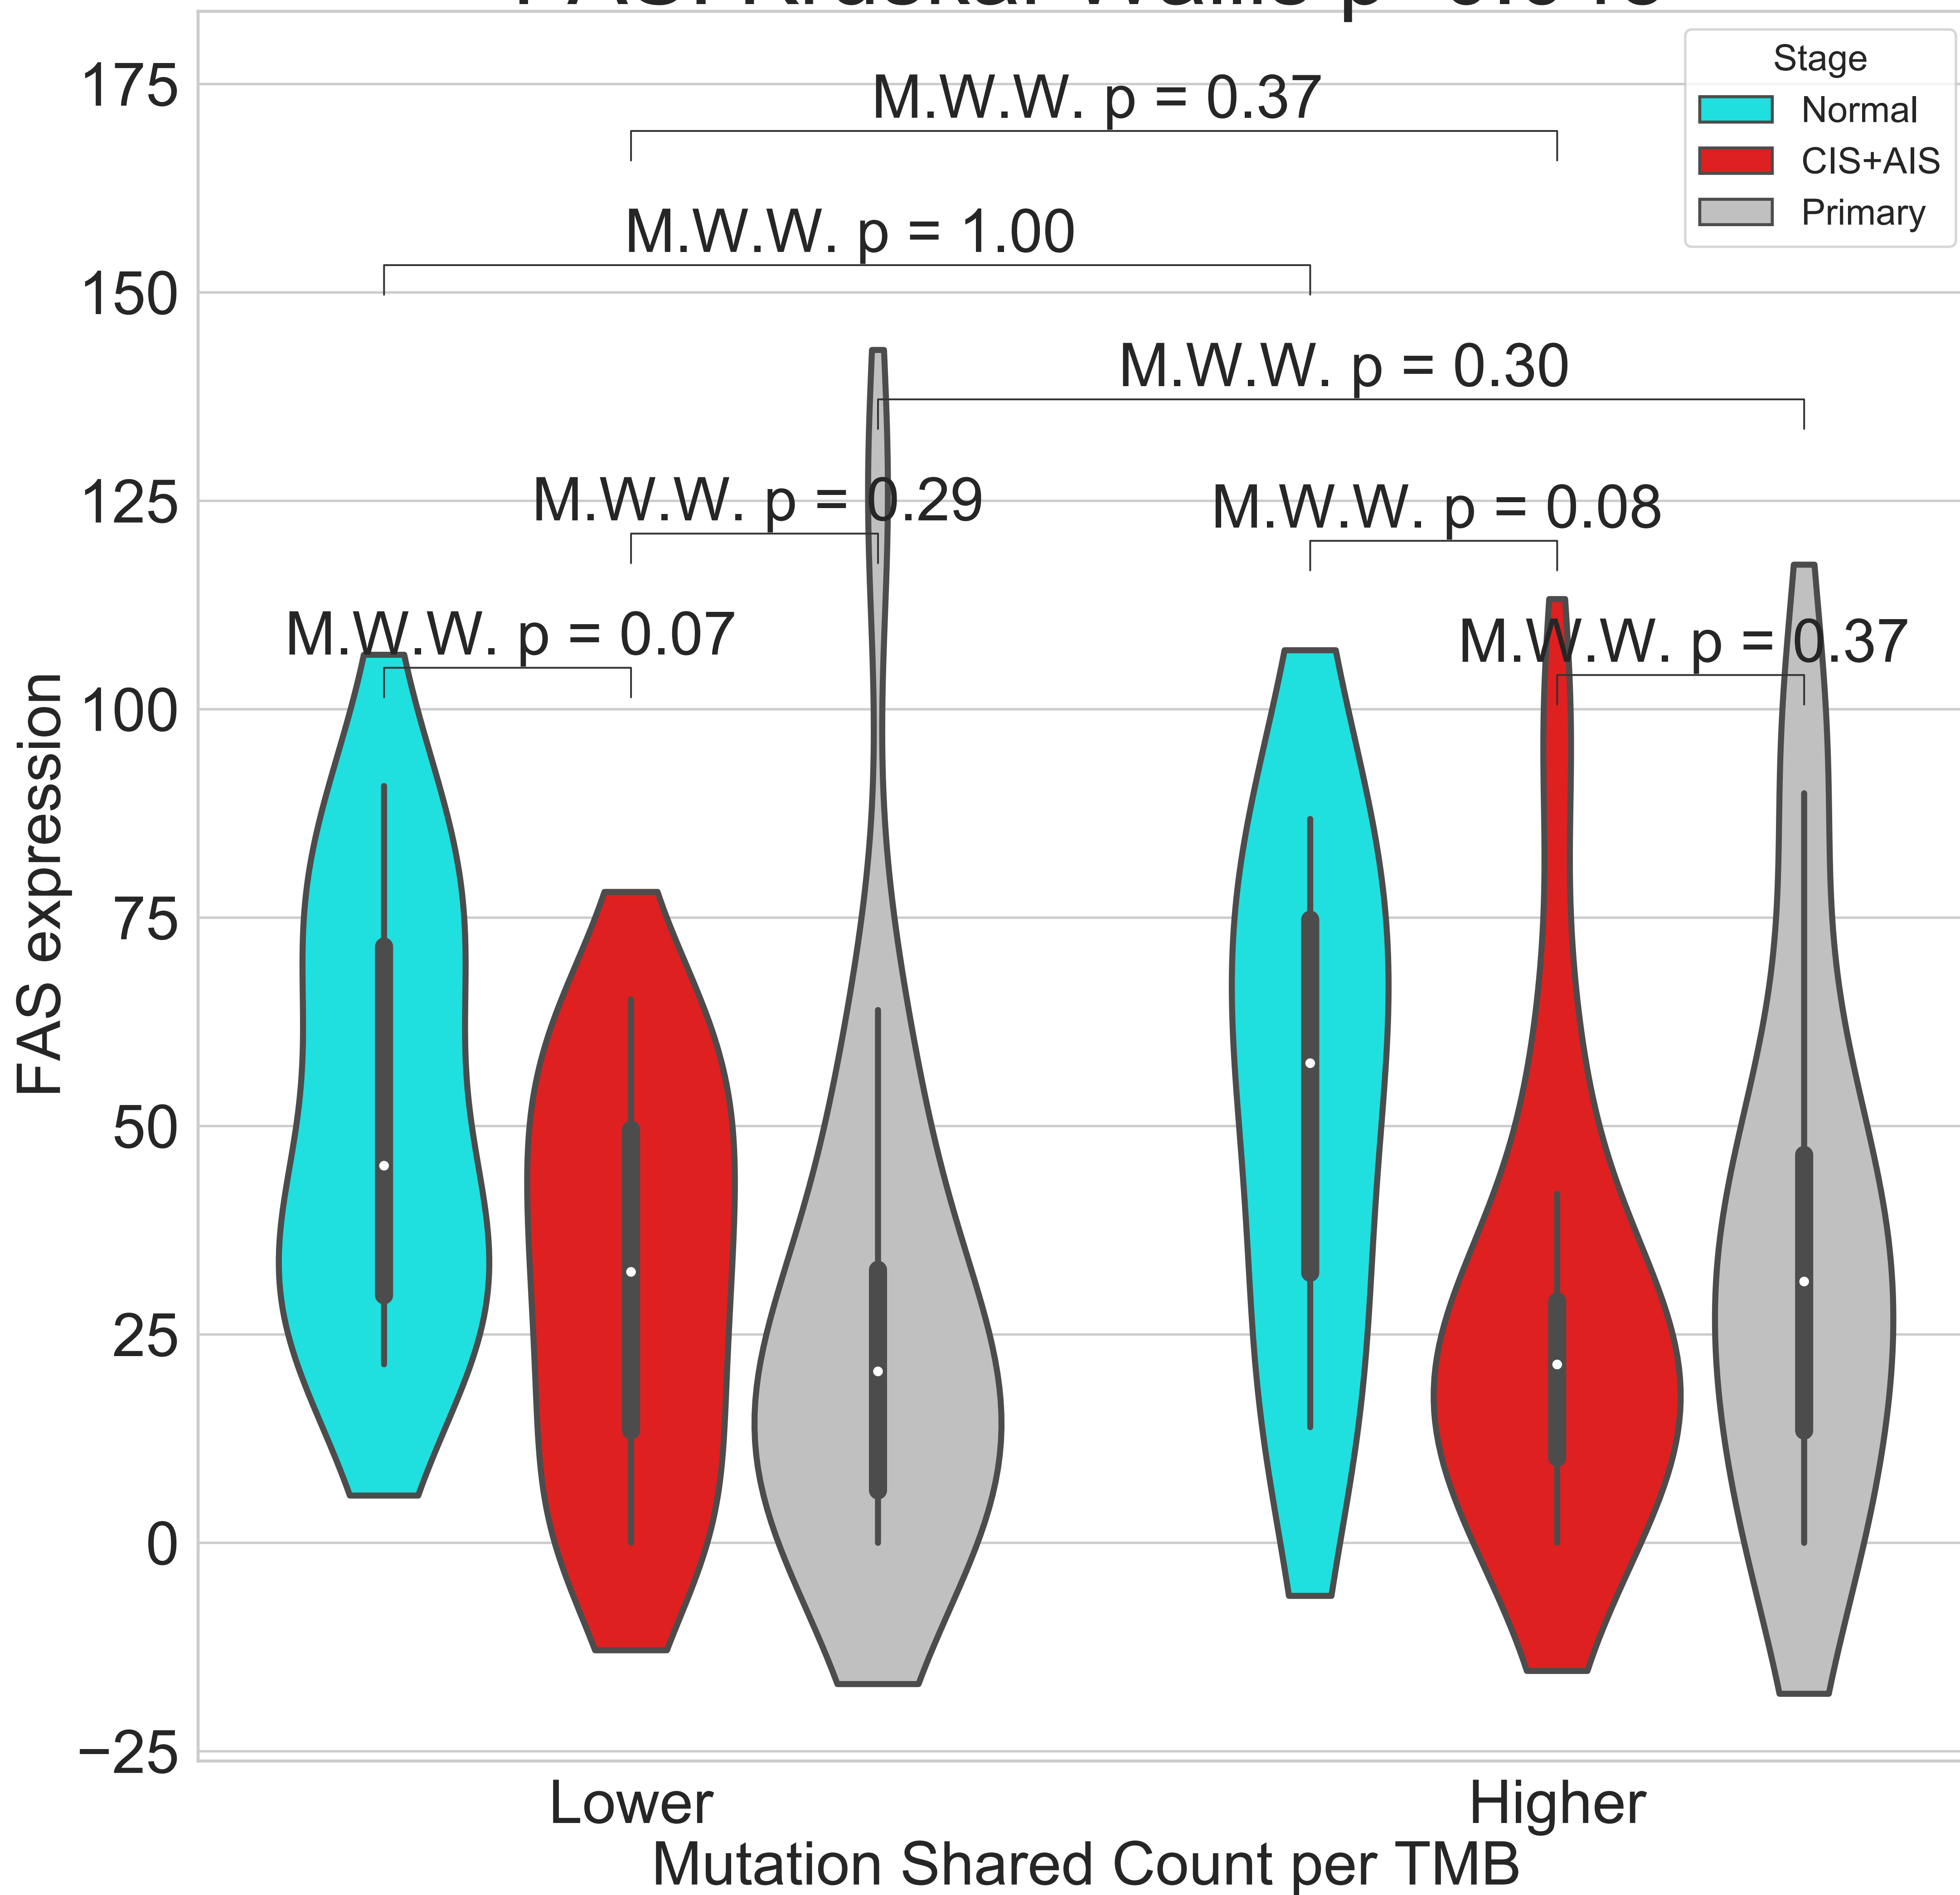 Stage
Normal
CIS+AIS
Primary
M.W.W. p = 0.37
M.W.W. p = 1.00
M.W.W. p = 0.30
M.W.W. p = 0.29
M.W.W. p = 0.08
M.W.W. p = 0.07
M.W.W. p = 0.37
175
150
125
100
75
50
25
0
−25
FAS expression
Lower
Higher
Mutation Shared Count per TMB